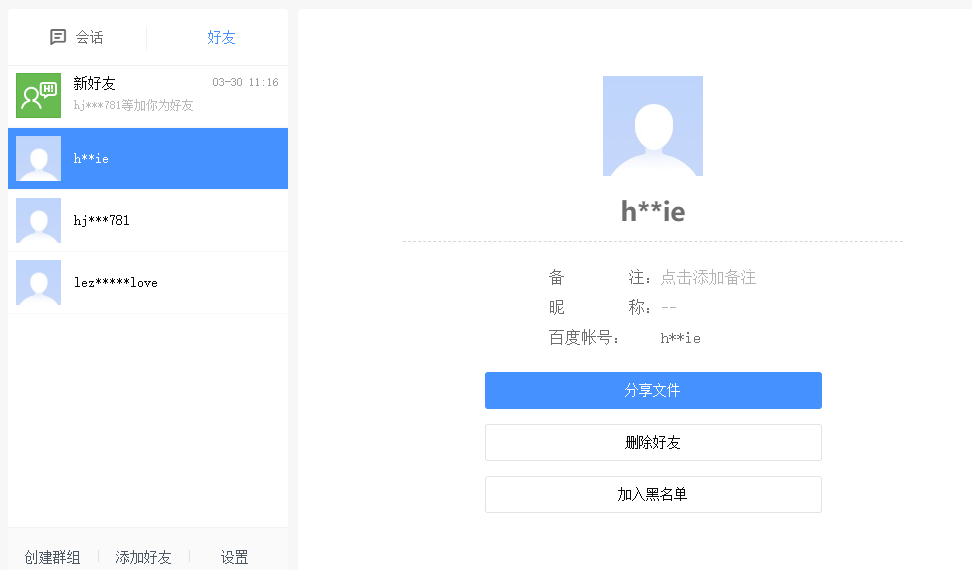 会话
好友
新好友 03-30 11:16
hj***781等加你为好友
h**ie
hj***781
lez*****love
创建群组 添加好友 设置
h**ie
备 注：点击添加备注
昵 称：--
百度帐号： h**ie
分享文件
删除好友
加入黑名单